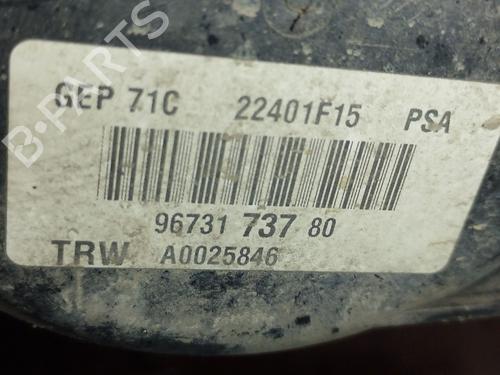 B-PARTS
GEP 71C 22401F15 PSA
96731 737 80
TRW A0025846